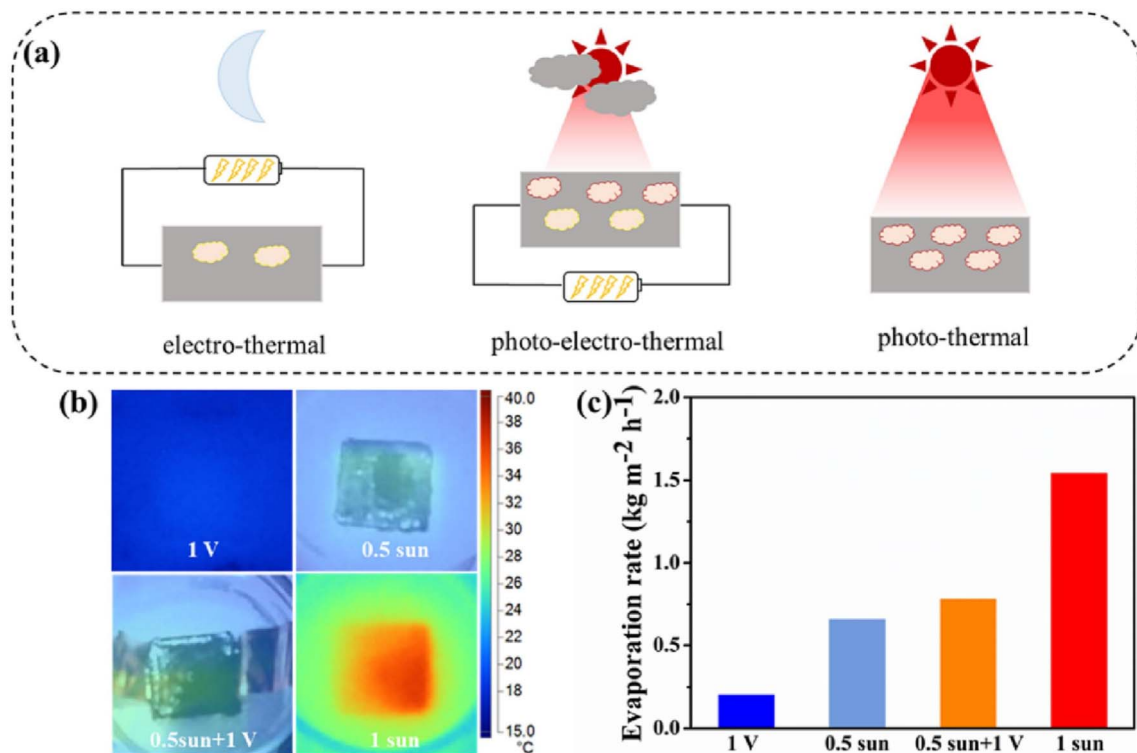 (a)
electro-thermal
photo-electro-thermal
photo-thermal
(b)
1 V
0.5 sun
0.5sun+1 V
1 sun
40.0
38
36
34
32
30
28
26
24
22
20
18
15.0
°C
(c)
Evaporation rate (kg m⁻² h⁻¹)
2.0
1.5
1.0
0.5
0.0
1 V
0.5 sun
0.5 sun+1 V
1 sun